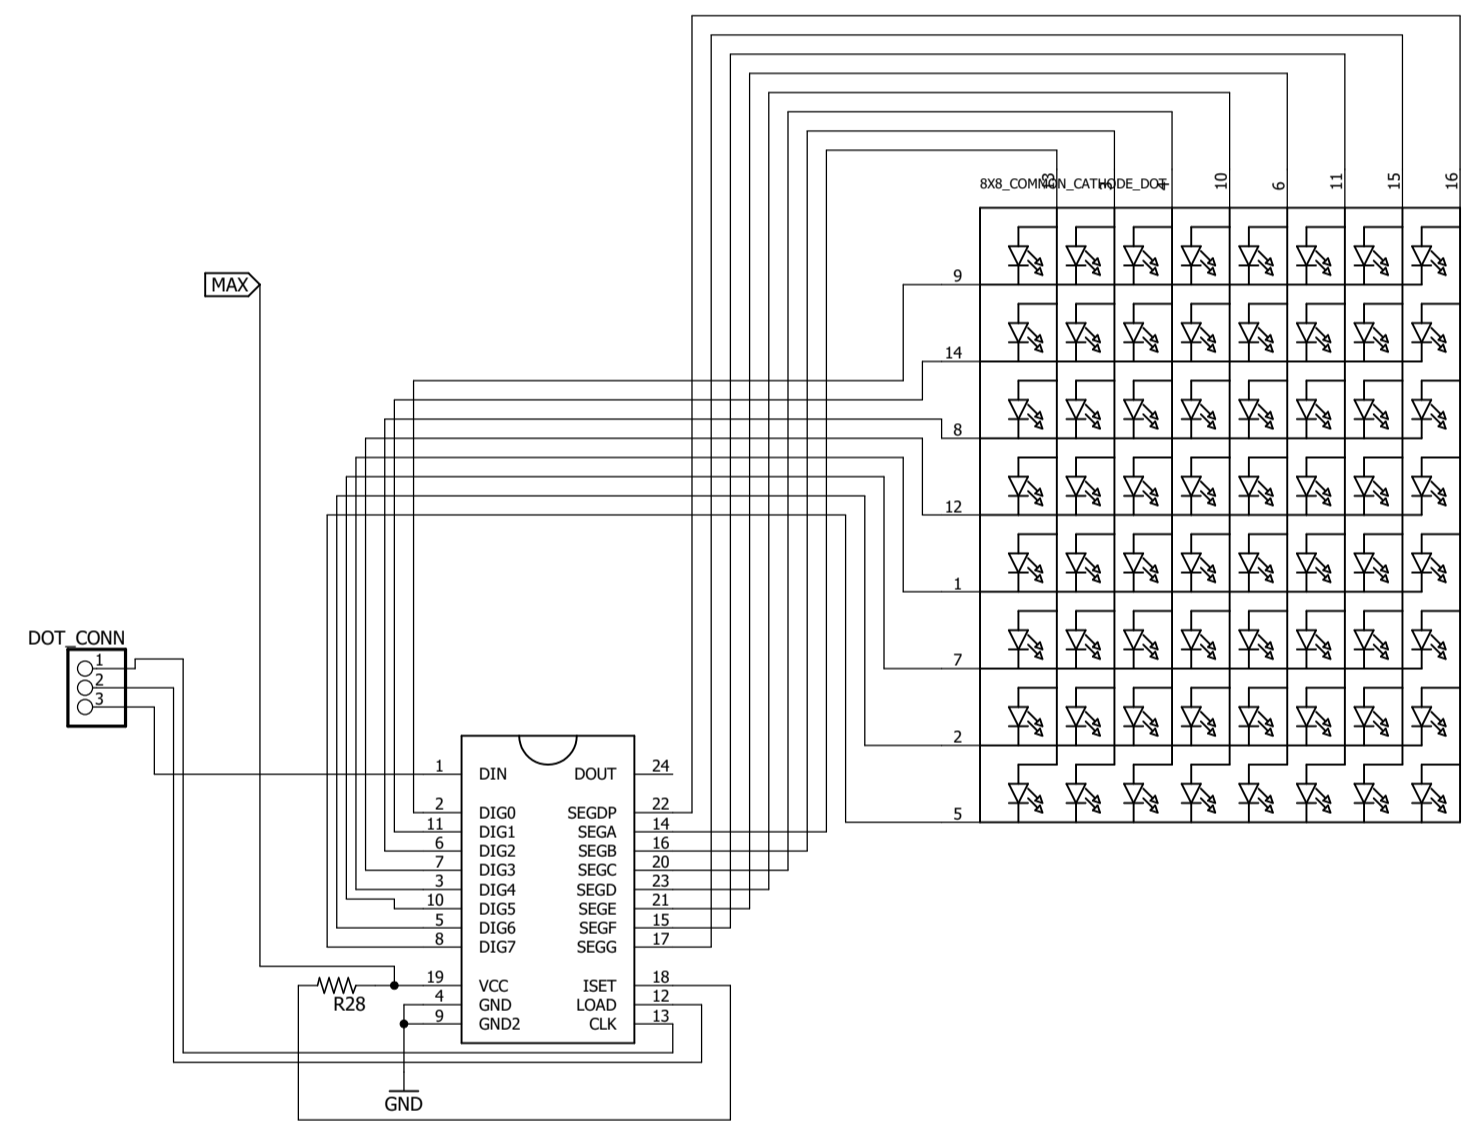 10
6
11
15
16
8X8_COMMON_CATHODE_DOT
9
MAX
14
8
12
1
7
2
5
DOT_CONN
1
2
3
1 DIN DOUT 24
2 DIG0 SEGDP 22
11 DIG1 SEGA 14
6 DIG2 SEGB 16
7 DIG3 SEGC 20
3 DIG4 SEGD 23
10 DIG5 SEGE 21
5 DIG6 SEGF 15
8 DIG7 SEGG 17
19 VCC ISET 18
4 GND LOAD 12
9 GND2 CLK 13
R28
GND